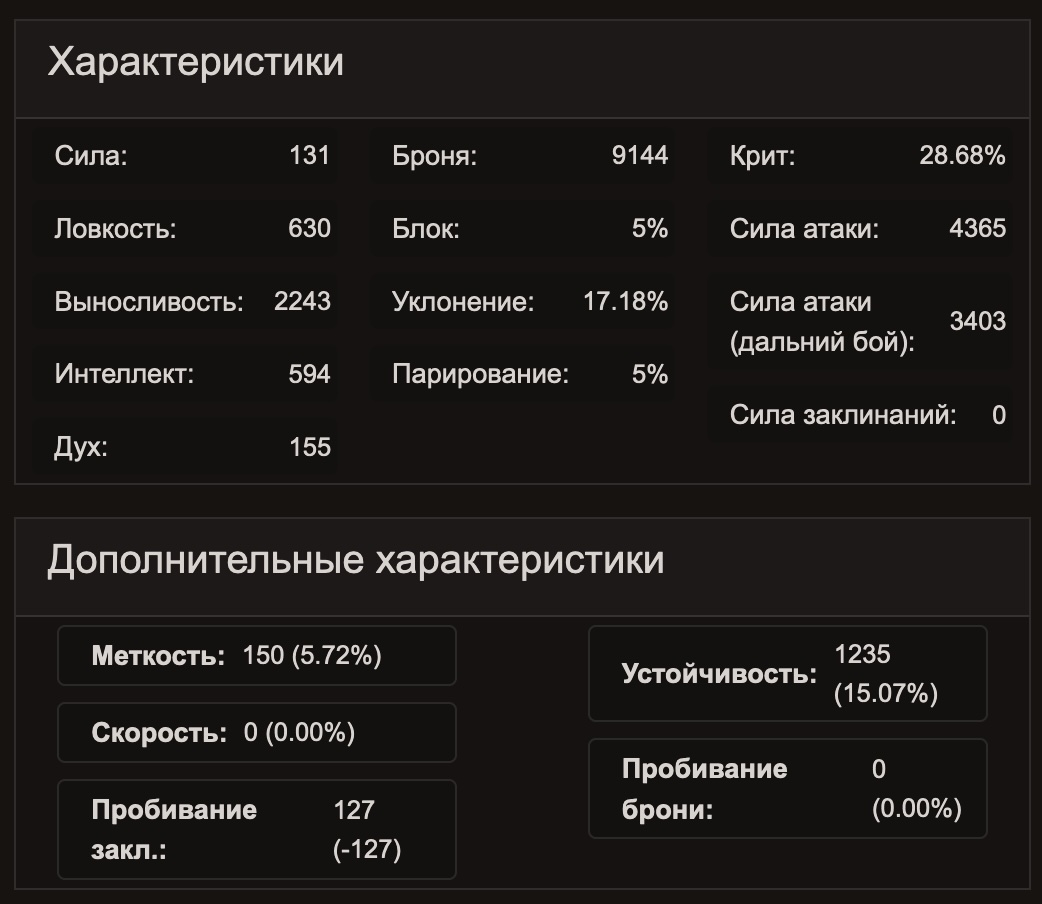 Характеристики
Сила: 131
Ловкость: 630
Выносливость: 2243
Интеллект: 594
Дух: 155
Броня: 9144
Блок: 5%
Уклонение: 17.18%
Парирование: 5%
Крит: 28.68%
Сила атаки: 4365
Сила атаки
(дальний бой): 3403
Сила заклинаний: 0
Дополнительные характеристики
Меткость: 150 (5.72%)
Скорость: 0 (0.00%)
Пробивание 127
закл.: (-127)
Устойчивость: 1235
(15.07%)
Пробивание 0
брони: (0.00%)